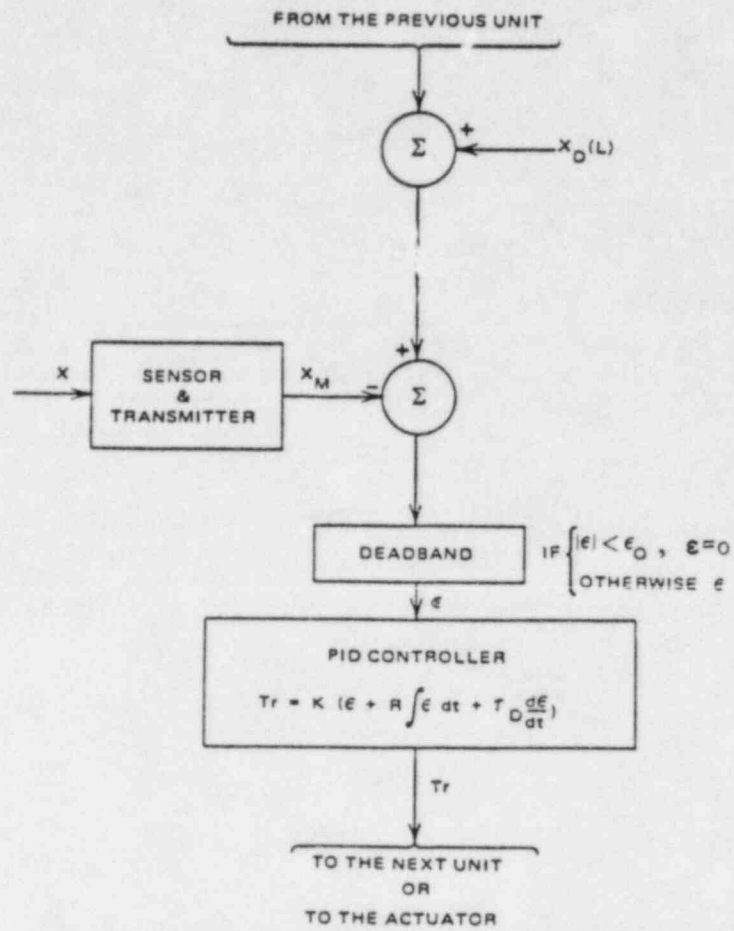 FROM THE PREVIOUS UNIT
+
Σ
X_D(L)
+
X
SENSOR
&
TRANSMITTER
X_M
-
Σ
DEADBAND
IF { |ϵ| < ϵ_Q , ε=0
OTHERWISE ϵ
ϵ
PID CONTROLLER
Tr = K (ϵ + R ∫ ϵ dt + T_D dϵ/dt)
Tr
TO THE NEXT UNIT
OR
TO THE ACTUATOR